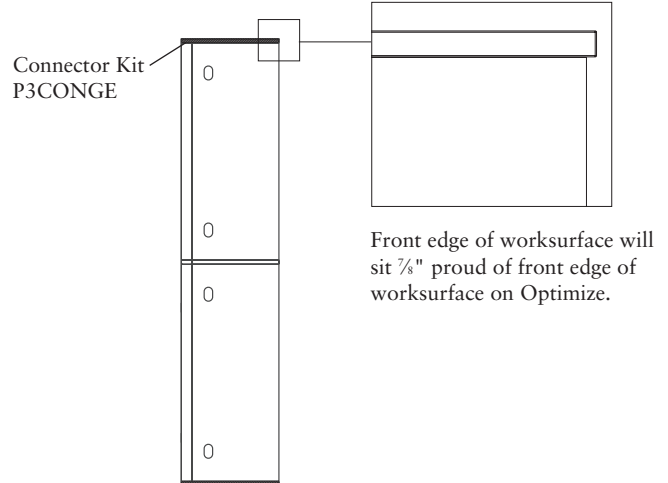 Connector Kit
P3CONGE
Front edge of worksurface will
sit ⅞" proud of front edge of
worksurface on Optimize.